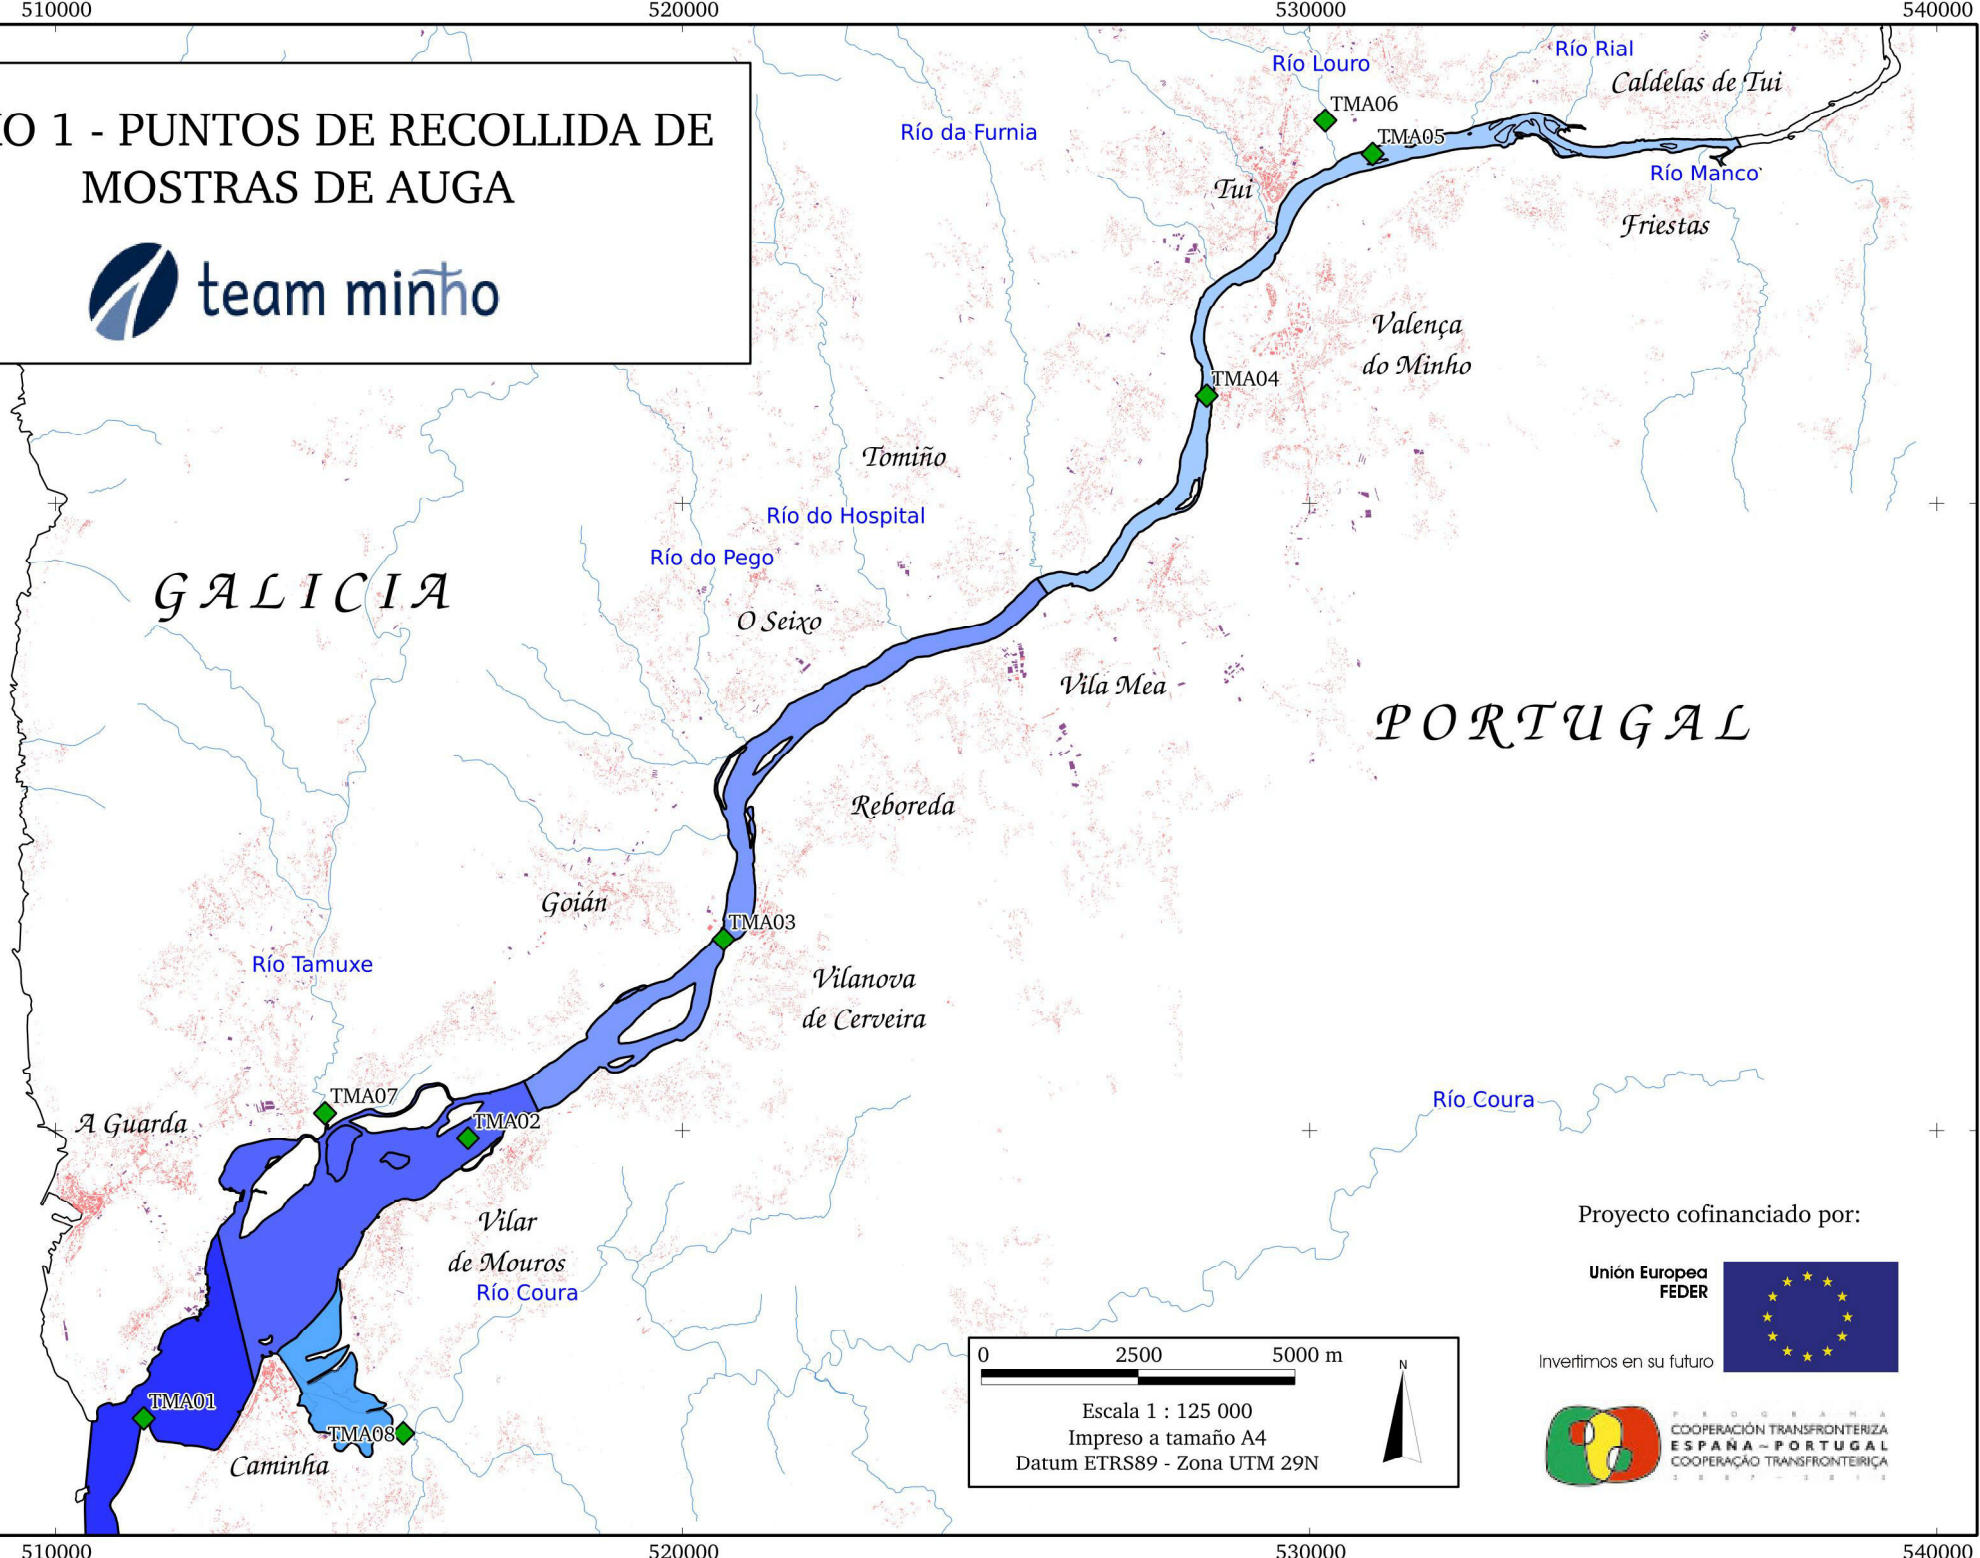 510000
520000
530000
540000
O 1 - PUNTOS DE RECOLLIDA DE
MOSTRAS DE AUGA
team minho
Río Louro
Río Rial
Caldelas de Tui
TMA06
Río da Furnia
TMA05
Río Manco
Tui
Friestas
Valença
do Minho
TMA04
Tomiño
Río do Hospital
Río do Pego
GALICIA
O Seixo
Vila Mea
PORTUGAL
Reboreda
Goián
TMA03
Río Tamuxe
Vilanova
de Cerveira
TMA07
Río Coura
A Guarda
TMA02
Vilar
de Mouros
Río Coura
TMA01
TMA08
Caminha
0 2500 5000 m
N
Escala 1 : 125 000
Impreso a tamaño A4
Datum ETRS89 - Zona UTM 29N
Proyecto cofinanciado por:
Unión Europea
FEDER
Invertimos en su futuro
PROGRAMA
COOPERACIÓN TRANSFRONTERIZA
ESPAÑA ~ PORTUGAL
COOPERAÇÃO TRANSFRONTEIRIÇA
510000
520000
530000
540000